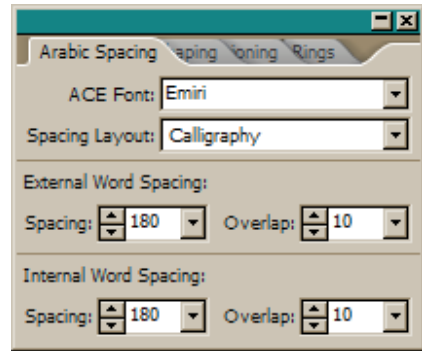 Arabic Spacing aping ioning Rings
ACE Font: Emiri
Spacing Layout: Calligraphy
External Word Spacing:
Spacing: 180 Overlap: 10
Internal Word Spacing:
Spacing: 180 Overlap: 10